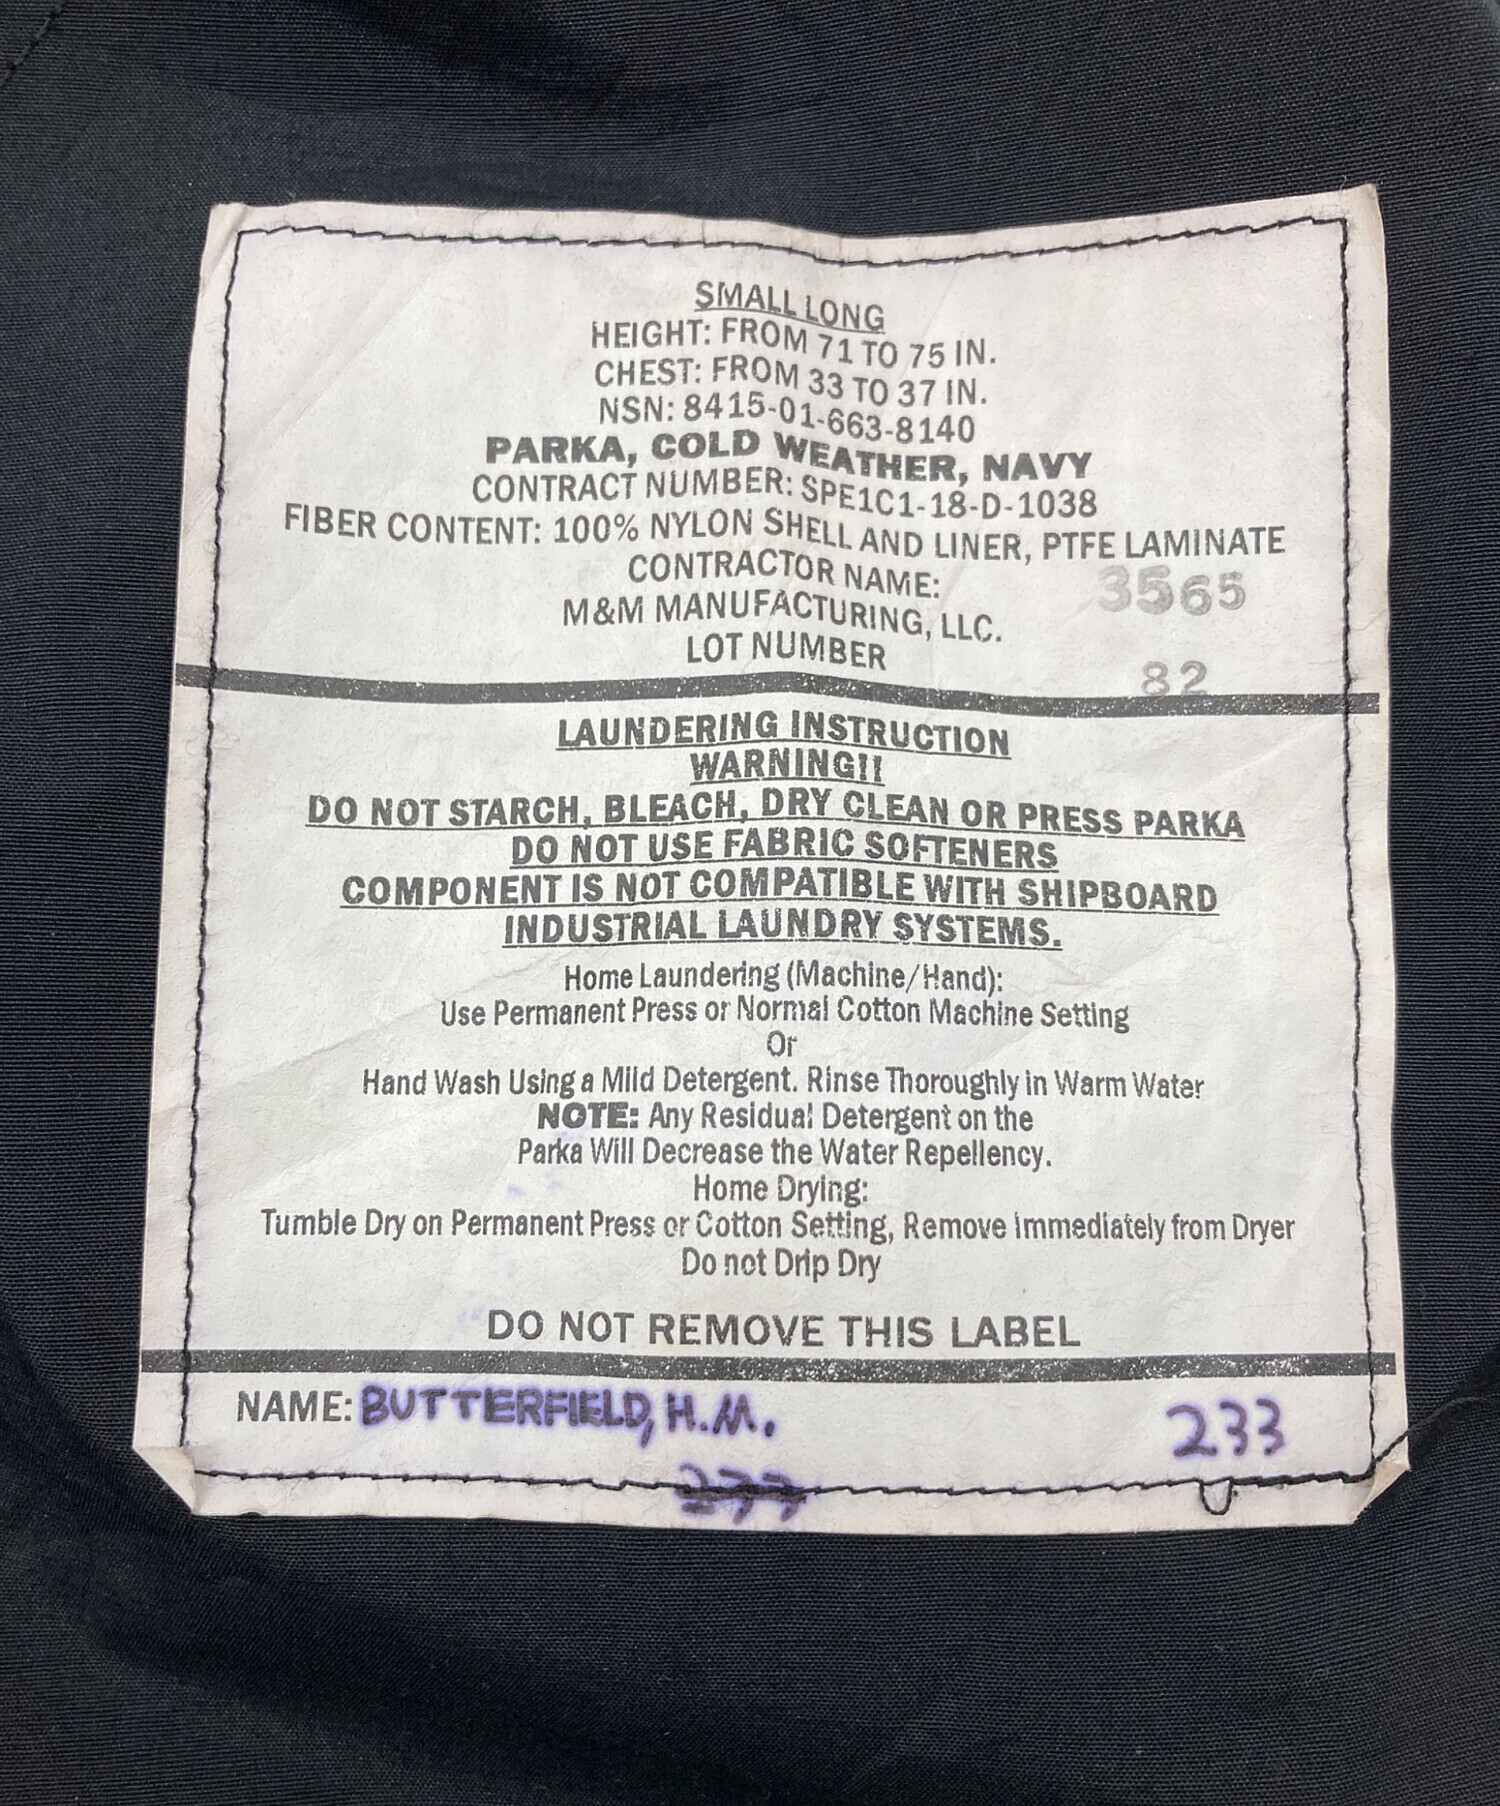 SMALL LONG
HEIGHT: FROM 71 TO 75 IN.
CHEST: FROM 33 TO 37 IN.
NSN: 8415-01-663-8140
PARKA, COLD WEATHER, NAVY
CONTRACT NUMBER: SPE1C1-18-D-1038
FIBER CONTENT: 100% NYLON SHELL AND LINER, PTFE LAMINATE
CONTRACTOR NAME: 3565
M&M MANUFACTURING, LLC.
LOT NUMBER 82
LAUNDERING INSTRUCTION
WARNING!!
DO NOT STARCH, BLEACH, DRY CLEAN OR PRESS PARKA
DO NOT USE FABRIC SOFTENERS
COMPONENT IS NOT COMPATIBLE WITH SHIPBOARD
INDUSTRIAL LAUNDRY SYSTEMS.
Home Laundering (Machine/Hand):
Use Permanent Press or Normal Cotton Machine Setting
Or
Hand Wash Using a Mild Detergent. Rinse Thoroughly in Warm Water
NOTE: Any Residual Detergent on the
Parka Will Decrease the Water Repellency.
Home Drying:
Tumble Dry on Permanent Press or Cotton Setting, Remove Immediately from Dryer
Do not Drip Dry
DO NOT REMOVE THIS LABEL
NAME: BUTTERFIELD, H.M. 233